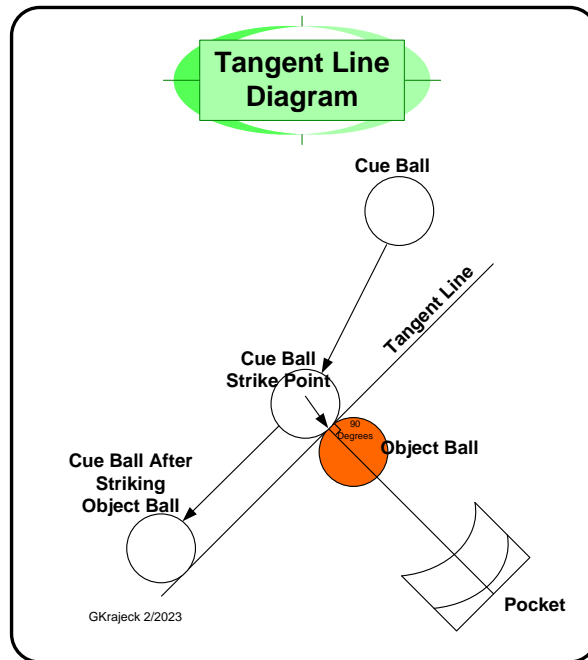 Tangent Line
Diagram
Cue Ball
Tangent Line
Cue Ball
Strike Point
90
Degrees
Object Ball
Cue Ball After
Striking
Object Ball
Pocket
GKrajeck 2/2023